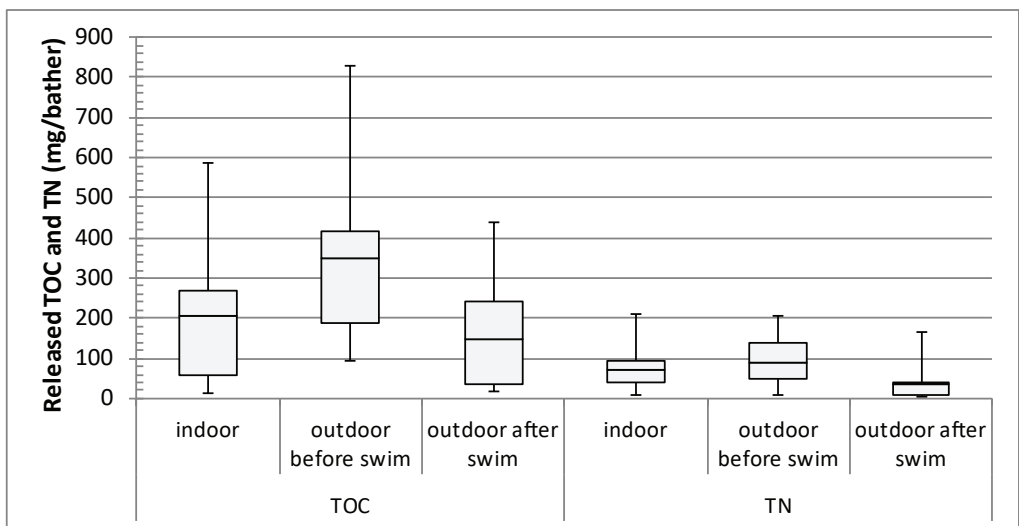 Released TOC and TN (mg/bather)
900
800
700
600
500
400
300
200
100
0
indoor
outdoor
before swim
outdoor after
swim
indoor
outdoor
before swim
outdoor after
swim
TOC
TN